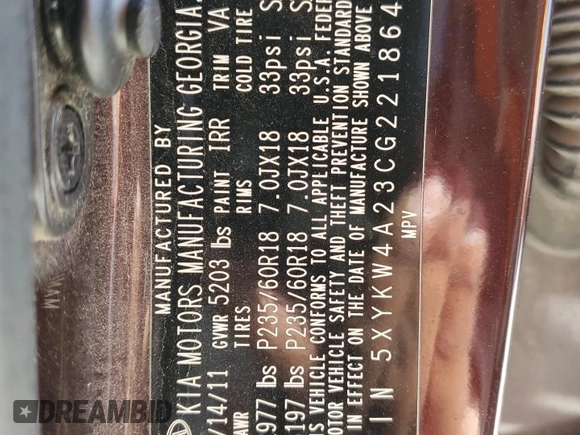 MANUFACTURED BY
KIA MOTORS MANUFACTURING GEORGIA,
/14/11 GVWR 5203 lbs PAINT IRR TRIM VA
AWR TIRES RIMS COLD TIRE
977 lbs P235/60R18 7.0JX18 33psi
197 lbs P235/60R18 7.0JX18 33psi
IS VEHICLE CONFORMS TO ALL APPLICABLE U.S.A. FEDER
OTOR VEHICLE SAFETY AND THEFT PREVENTION STANDARD
IN EFFECT ON THE DATE OF MANUFACTURE SHOWN ABOVE
IN 5XYKW4A23CG221864
MPV
DREAMBID